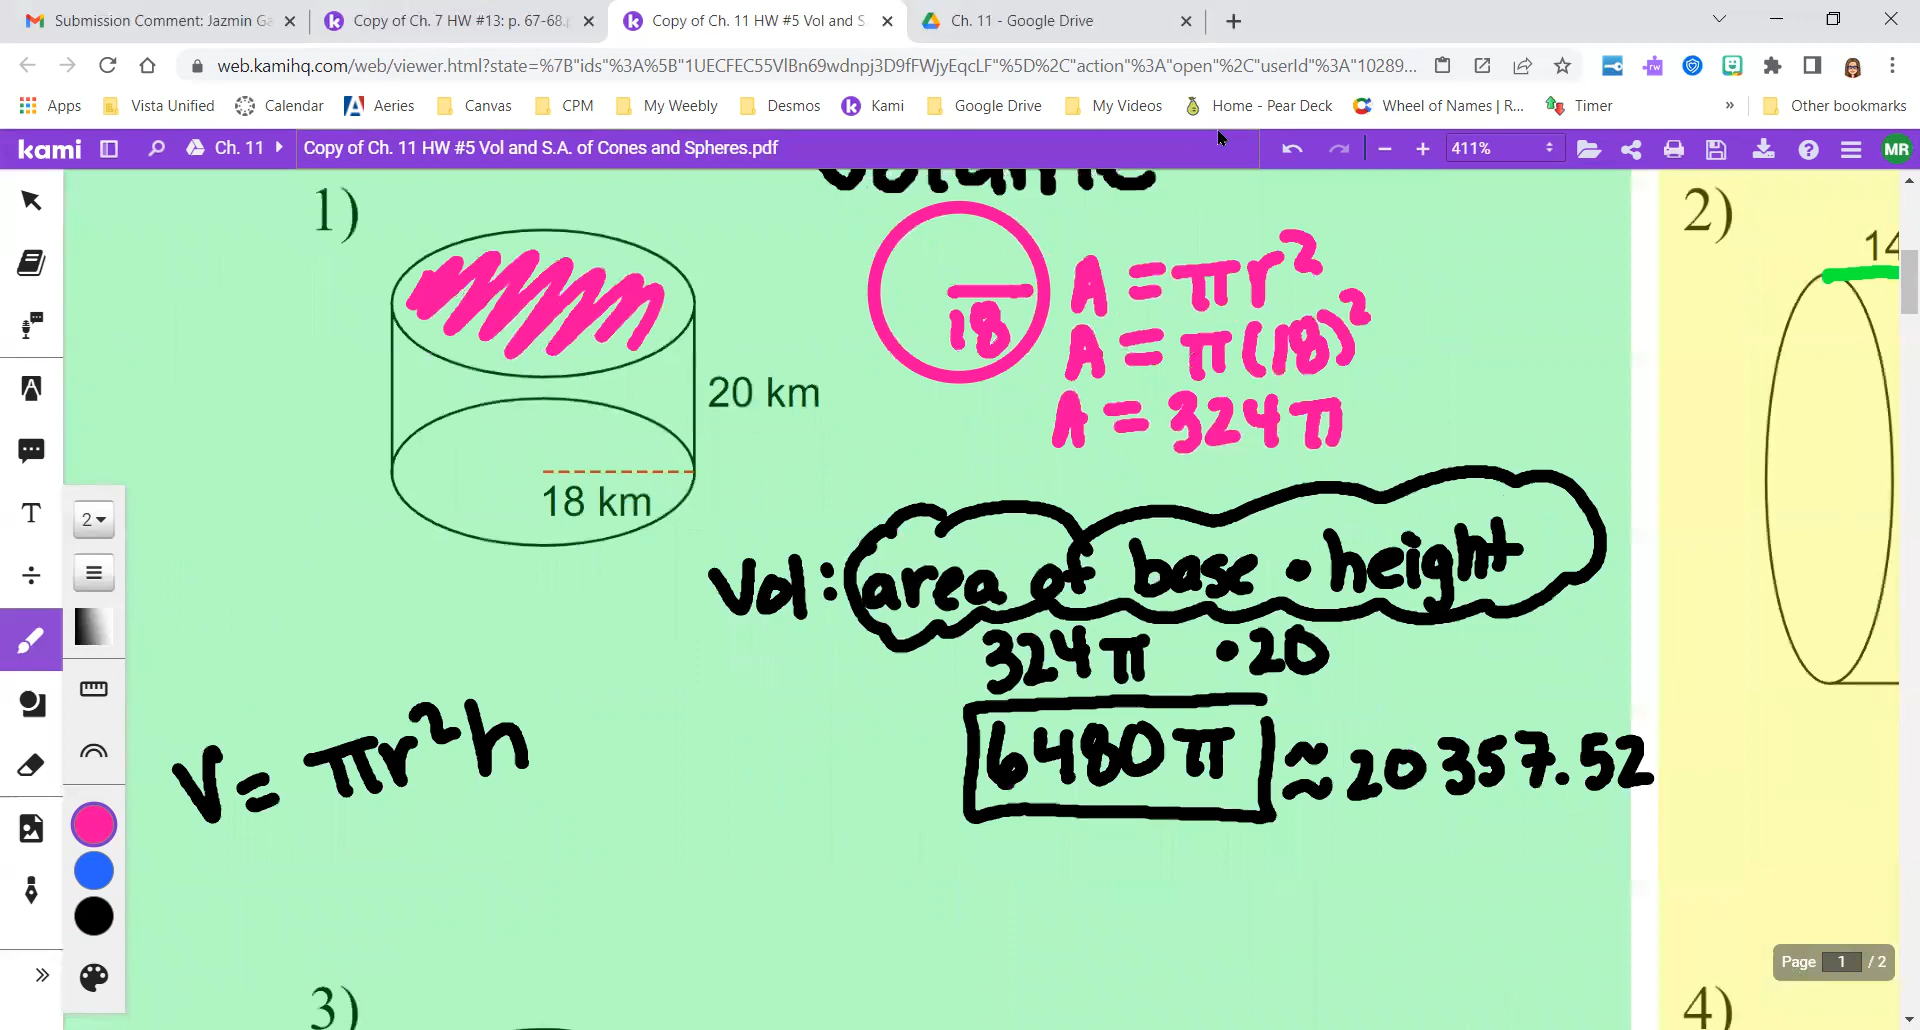 Submission Comment: Jazmin Ga
Copy of Ch. 7 HW #13: p. 67-68.
Copy of Ch. 11 HW #5 Vol and S
Ch. 11 - Google Drive
web.kamihq.com/web/viewer.html?state=%7B"ids"%3A%5B"1UECFEC55VlBn69wdnpj3D9fFWjyEqcLF"%5D%2C"action"%3A"open"%2C"userId"%3A"10289...
Apps Vista Unified Calendar Aeries Canvas CPM My Weebly Desmos Kami Google Drive My Videos Home - Pear Deck Wheel of Names | R... Timer » Other bookmarks
kami Ch. 11 Copy of Ch. 11 HW #5 Vol and S.A. of Cones and Spheres.pdf 411% MR
Volume
1)
20 km
18 km
18
A = πr²
A = π(18)²
A = 324π
Vol: area of base • height
324π • 20
6480π ≈ 20357.52
V = πr²h
3)
2)
14
4)
2
Page 1 / 2